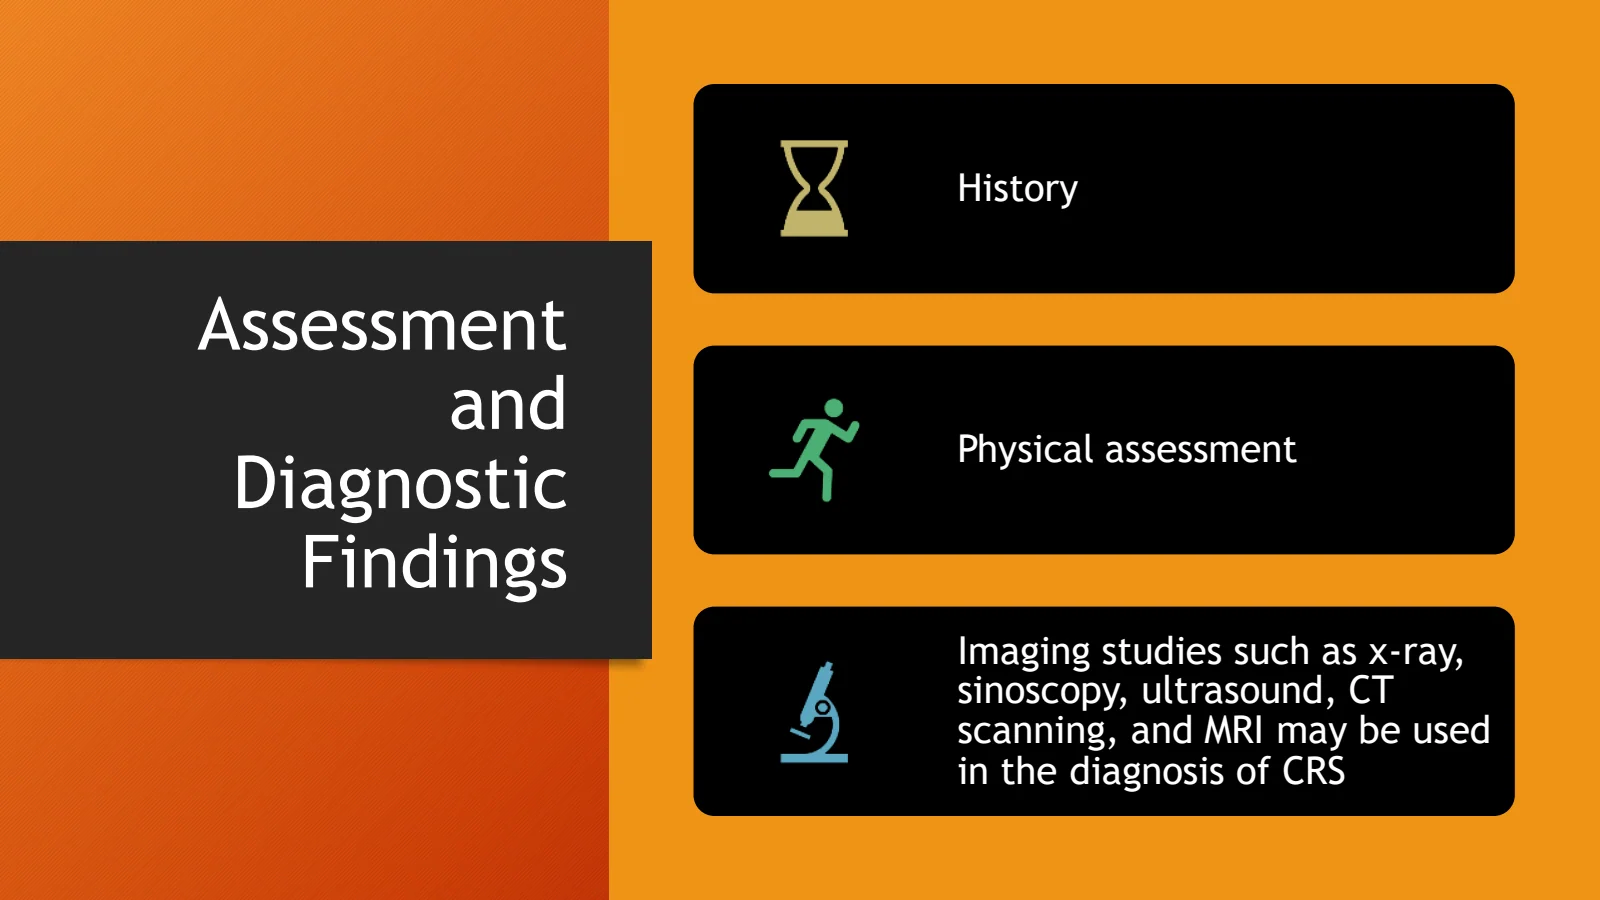 Assessment
and
Diagnostic
Findings
History
Physical assessment
Imaging studies such as x-ray,
sinoscopy, ultrasound, CT
scanning, and MRI may be used
in the diagnosis of CRS